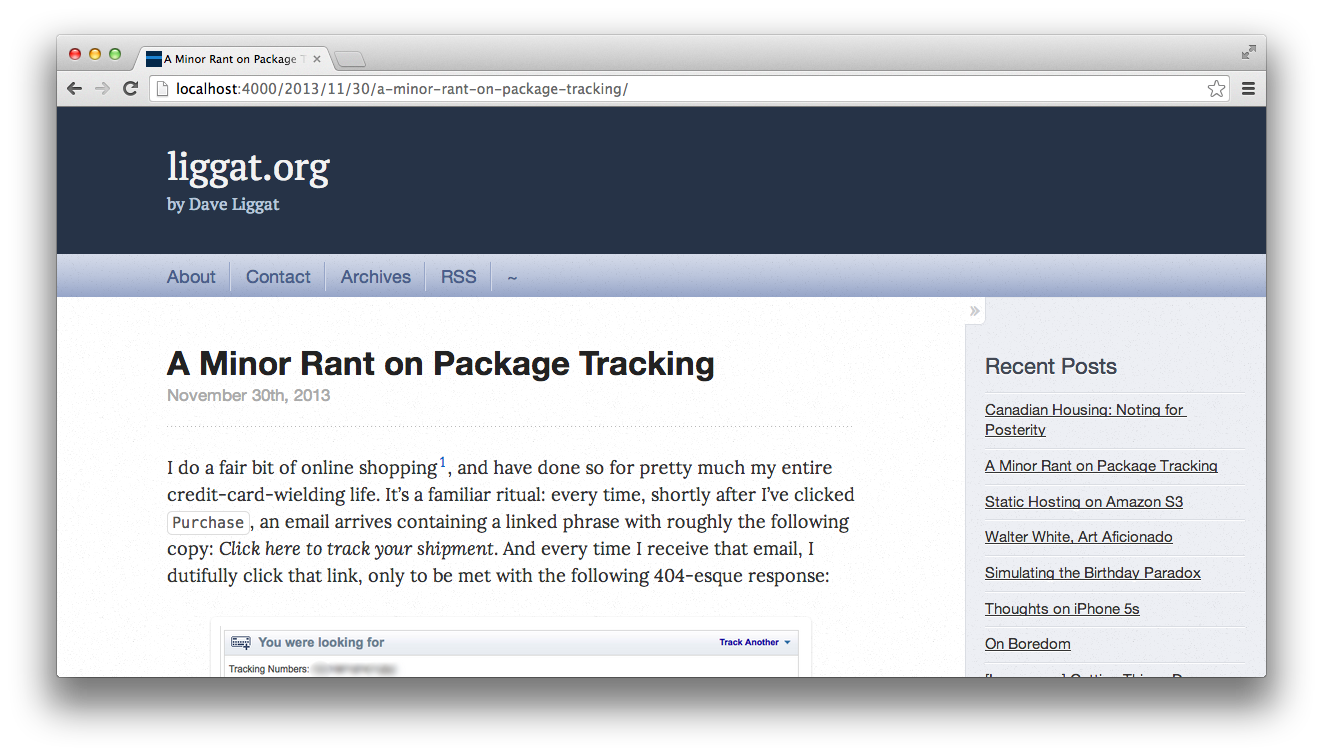 A Minor Rant on Package T
localhost:4000/2013/11/30/a-minor-rant-on-package-tracking/
liggat.org
by Dave Liggat
About
Contact
Archives
RSS
~
A Minor Rant on Package Tracking
November 30th, 2013
I do a fair bit of online shopping1, and have done so for pretty much my entire
credit-card-wielding life. It's a familiar ritual: every time, shortly after I've clicked
Purchase, an email arrives containing a linked phrase with roughly the following
copy: Click here to track your shipment. And every time I receive that email, I
dutifully click that link, only to be met with the following 404-esque response:
You were looking for
Track Another
Tracking Numbers:
»
Recent Posts
Canadian Housing: Noting for
Posterity
A Minor Rant on Package Tracking
Static Hosting on Amazon S3
Walter White, Art Aficionado
Simulating the Birthday Paradox
Thoughts on iPhone 5s
On Boredom